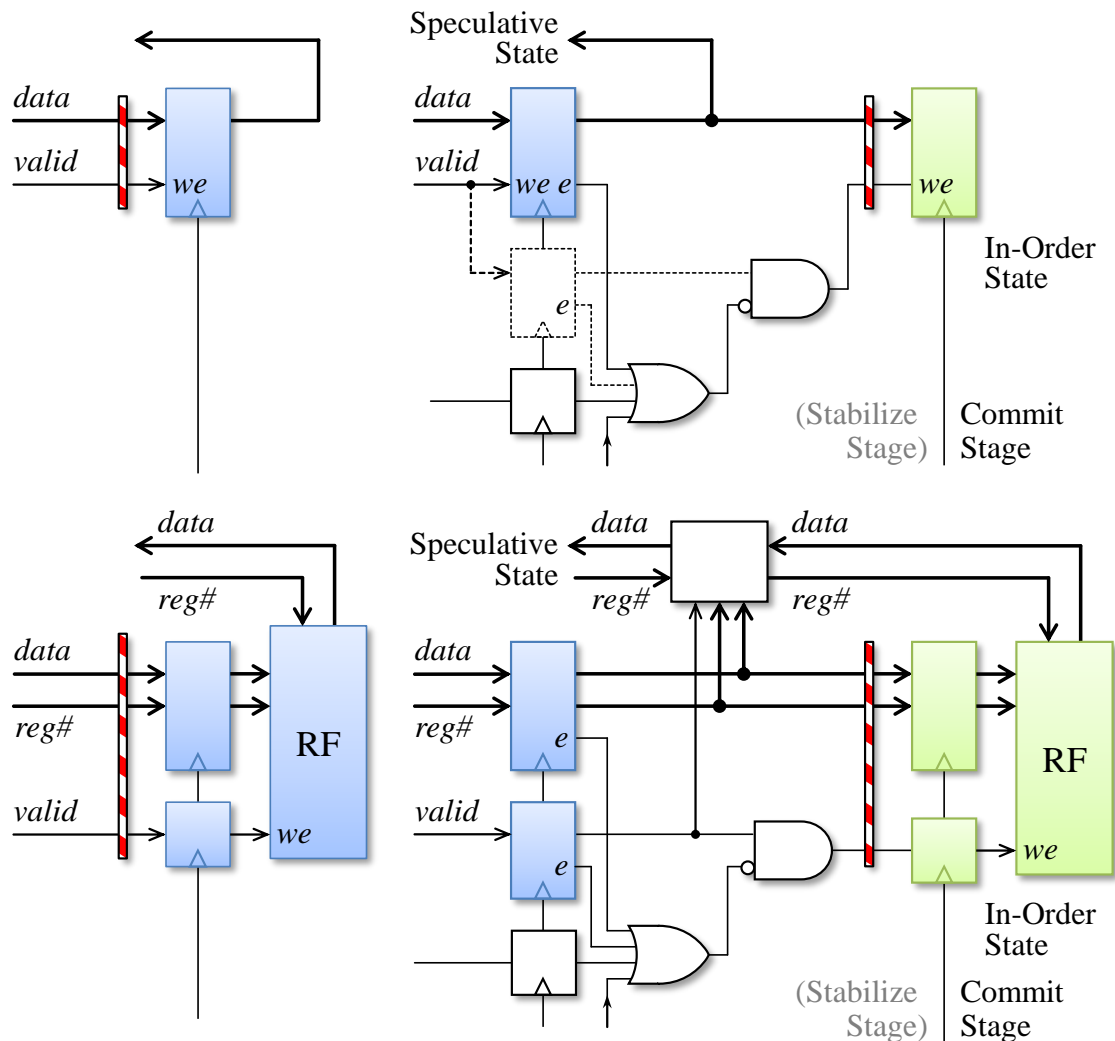 data
valid
we
Speculative
State
data
valid
we e
e
we
In-Order
State
(Stabilize
Stage)
Commit
Stage
data
reg#
data
reg#
valid
RF
we
Speculative
State
data
reg#
data
reg#
data
reg#
e
valid
e
RF
we
In-Order
State
(Stabilize
Stage)
Commit
Stage